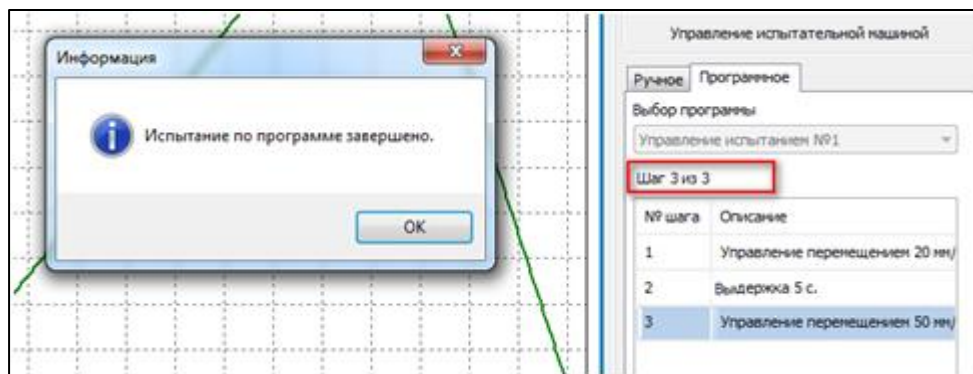 Информация
Испытание по программе завершено.
OK
Управление испытательной машиной
Ручное
Программное
Выбор программы
Управление испытанием №1
Шаг 3 из 3
№ шага Описание
1 Управление перемещением 20 мм/
2 Выдержка 5 с.
3 Управление перемещением 50 мм/